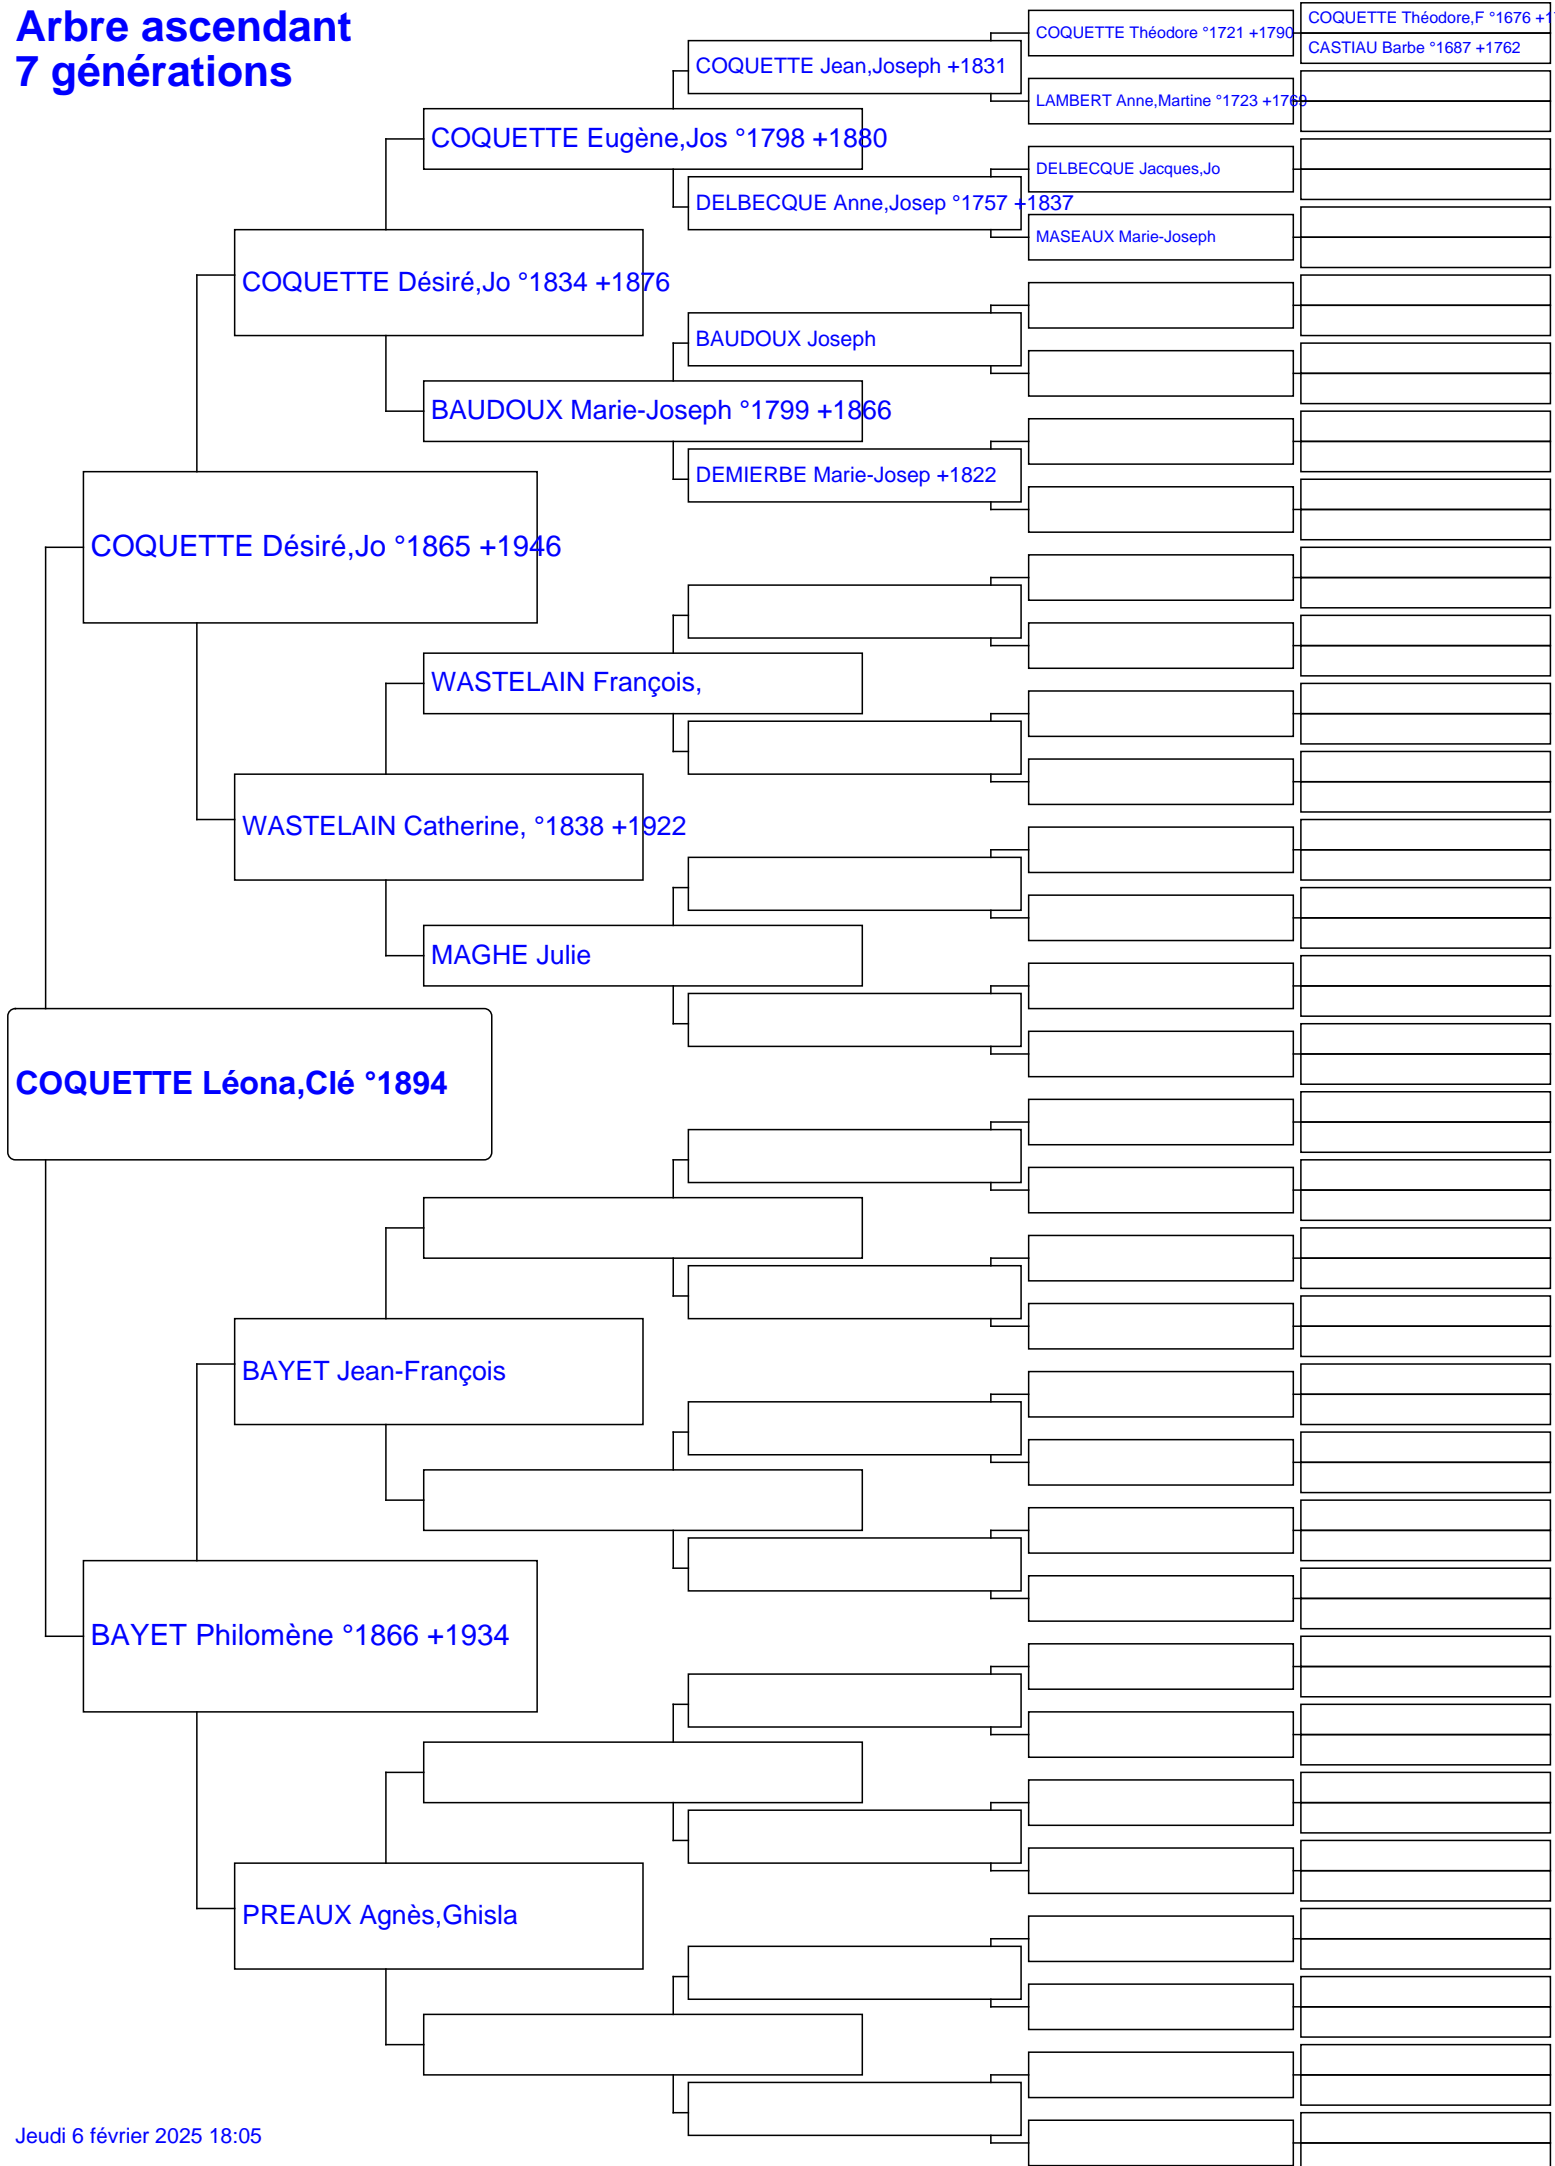 Arbre ascendant
7 générations
COQUETTE Théodore,F °1676 +1
CASTIAU Barbe °1687 +1762
COQUETTE Théodore °1721 +1790
COQUETTE Jean,Joseph +1831
LAMBERT Anne,Martine °1723 +1769
COQUETTE Eugène,Jos °1798 +1880
DELBECQUE Jacques,Jo
DELBECQUE Anne,Josep °1757 +1837
MASEAUX Marie-Joseph
COQUETTE Désiré,Jo °1834 +1876
BAUDOUX Joseph
BAUDOUX Marie-Joseph °1799 +1866
DEMIERBE Marie-Josep +1822
COQUETTE Désiré,Jo °1865 +1946
WASTELAIN François,
WASTELAIN Catherine, °1838 +1922
MAGHE Julie
COQUETTE Léona,Clé °1894
BAYET Jean-François
BAYET Philomène °1866 +1934
PREAUX Agnès,Ghisla
Jeudi 6 février 2025 18:05